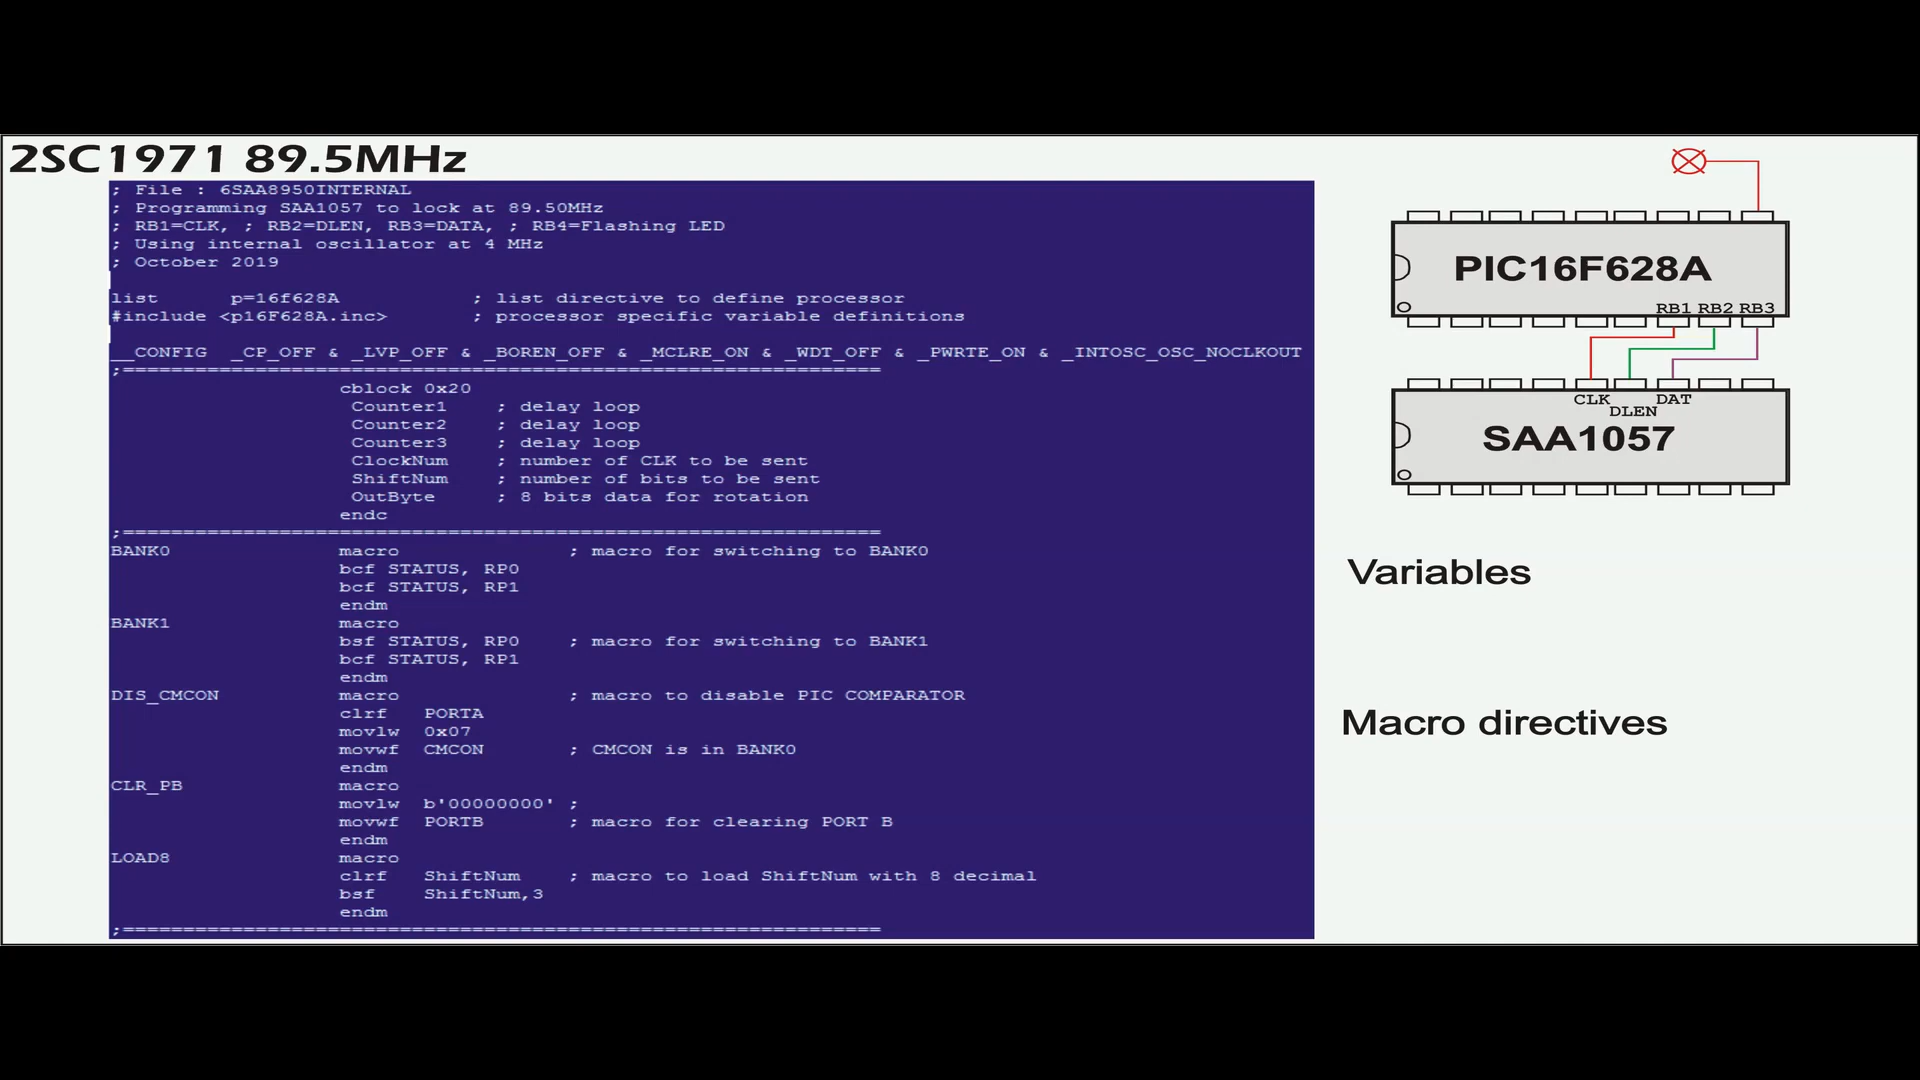 2SC1971 89.5MHz
; File : 6SAA8950INTERNAL
; Programming SAA1057 to lock at 89.50MHz
; RB1=CLK, ; RB2=DLEN, RB3=DATA, ; RB4=Flashing LED
; Using internal oscillator at 4 MHz
; October 2019
list p=16f628A ; list directive to define processor
#include <p16F628A.inc> ; processor specific variable definitions
__CONFIG _CP_OFF & _LVP_OFF & _BOREN_OFF & _MCLRE_ON & _WDT_OFF & _PWRTE_ON & _INTOSC_OSC_NOCLKOUT
;===============================================================
cblock 0x20
Counter1 ; delay loop
Counter2 ; delay loop
Counter3 ; delay loop
ClockNum ; number of CLK to be sent
ShiftNum ; number of bits to be sent
OutByte ; 8 bits data for rotation
endc
;===============================================================
BANK0 macro ; macro for switching to BANK0
bcf STATUS, RP0
bcf STATUS, RP1
endm
BANK1 macro
bsf STATUS, RP0 ; macro for switching to BANK1
bcf STATUS, RP1
endm
DIS_CMCON macro ; macro to disable PIC COMPARATOR
clrf PORTA
movlw 0x07
movwf CMCON ; CMCON is in BANK0
endm
CLR_PB macro
movlw b'00000000' ;
movwf PORTB ; macro for clearing PORT B
endm
LOAD8 macro
clrf ShiftNum ; macro to load ShiftNum with 8 decimal
bsf ShiftNum,3
endm
;===============================================================
PIC16F628A
RB1 RB2 RB3
CLK DAT
DLEN
SAA1057
Variables
Macro directives